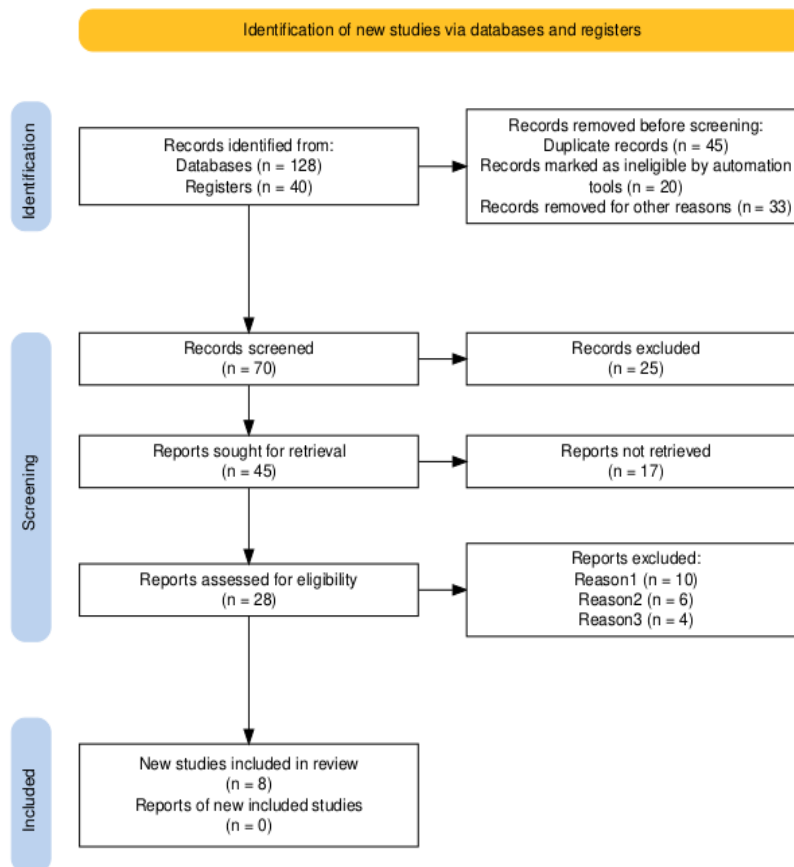 Identification of new studies via databases and registers
Identification
Records identified from:
Databases (n = 128)
Registers (n = 40)
Records removed before screening:
Duplicate records (n = 45)
Records marked as ineligible by automation
tools (n = 20)
Records removed for other reasons (n = 33)
Screening
Records screened
(n = 70)
Records excluded
(n = 25)
Reports sought for retrieval
(n = 45)
Reports not retrieved
(n = 17)
Reports assessed for eligibility
(n = 28)
Reports excluded:
Reason1 (n = 10)
Reason2 (n = 6)
Reason3 (n = 4)
Included
New studies included in review
(n = 8)
Reports of new included studies
(n = 0)